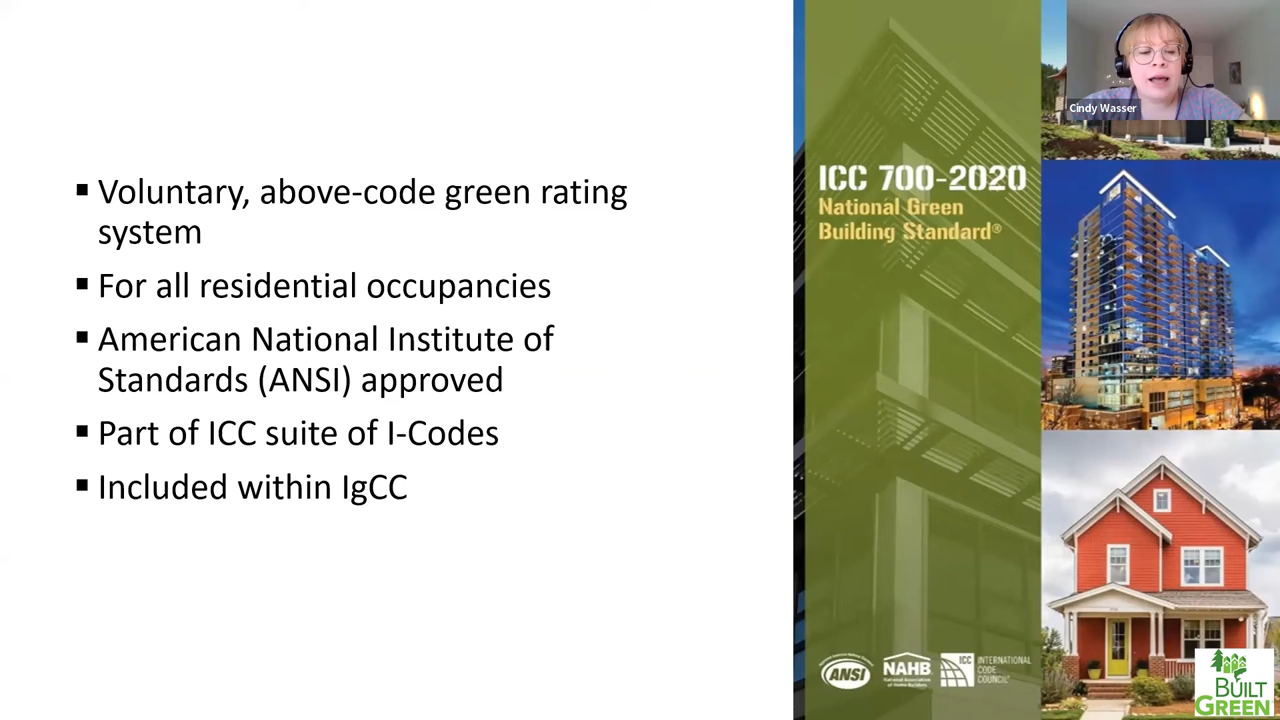 Voluntary, above-code green rating
system
For all residential occupancies
American National Institute of
Standards (ANSI) approved
Part of ICC suite of I-Codes
Included within IgCC
Cindy Wasser
ICC 700-2020
National Green
Building Standard®
ANSI
NAHB
National Association
of Home Builders
ICC
INTERNATIONAL
CODE
COUNCIL®
BUILT
GREEN